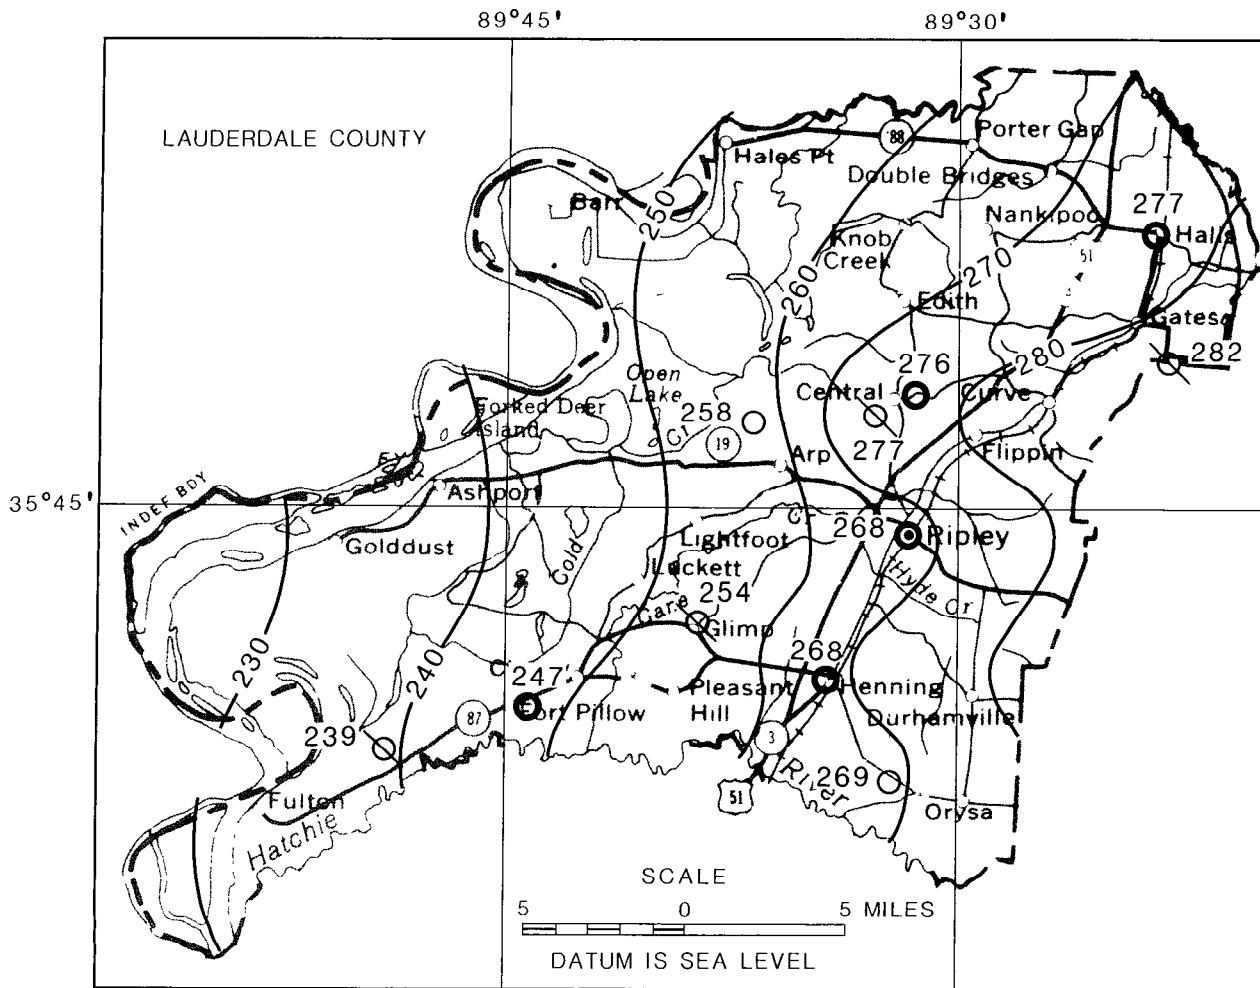 89°45'
89°30'
LAUDERDALE COUNTY
Porter Gap
88
Hales Pt
Double Bridges
Barr
250
277
Nankipoo
Halls
Knob
Creek
51
270
260
Edith
Gates
280
282
276
Open
Lake
Central
Curve
Forked Deer
Island
258
Cr
19
277
Flippin
Arp
Ashport
INDEF BDY
35°45'
C
268
Ripley
Golddust
Lightfoot
Luckett
Cold
Hyde Cr
254
Cane
Glimp
230
240
C
247
268
Pleasant
Hill
Henning
Durhamville
87
Fort Pillow
239
3
River
269
51
Fulton
Hatchie
Orysa
SCALE
5 0 5 MILES
DATUM IS SEA LEVEL